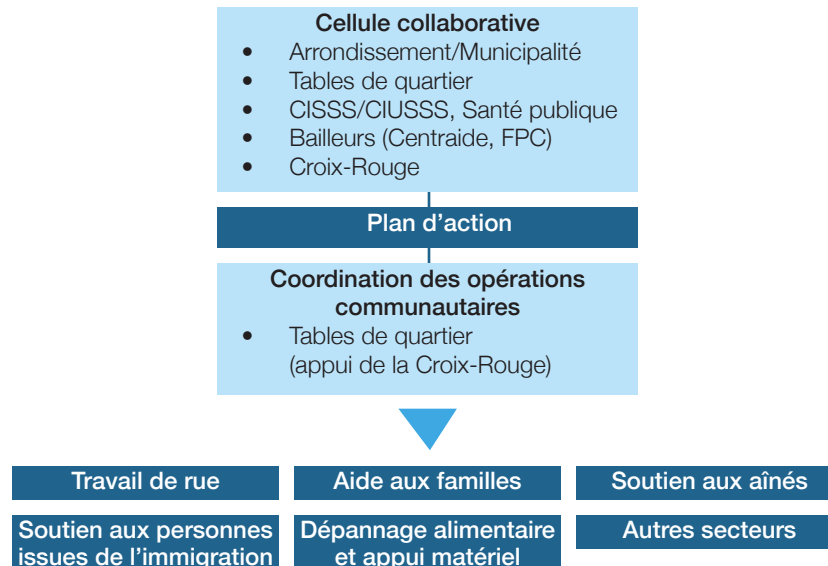 Cellule collaborative
• Arrondissement/Municipalité
• Tables de quartier
• CISSS/CIUSSS, Santé publique
• Bailleurs (Centraide, FPC)
• Croix-Rouge
Plan d’action
Coordination des opérations
communautaires
• Tables de quartier
(appui de la Croix-Rouge)
Travail de rue
Aide aux familles
Soutien aux aînés
Soutien aux personnes
issues de l’immigration
Dépannage alimentaire
et appui matériel
Autres secteurs